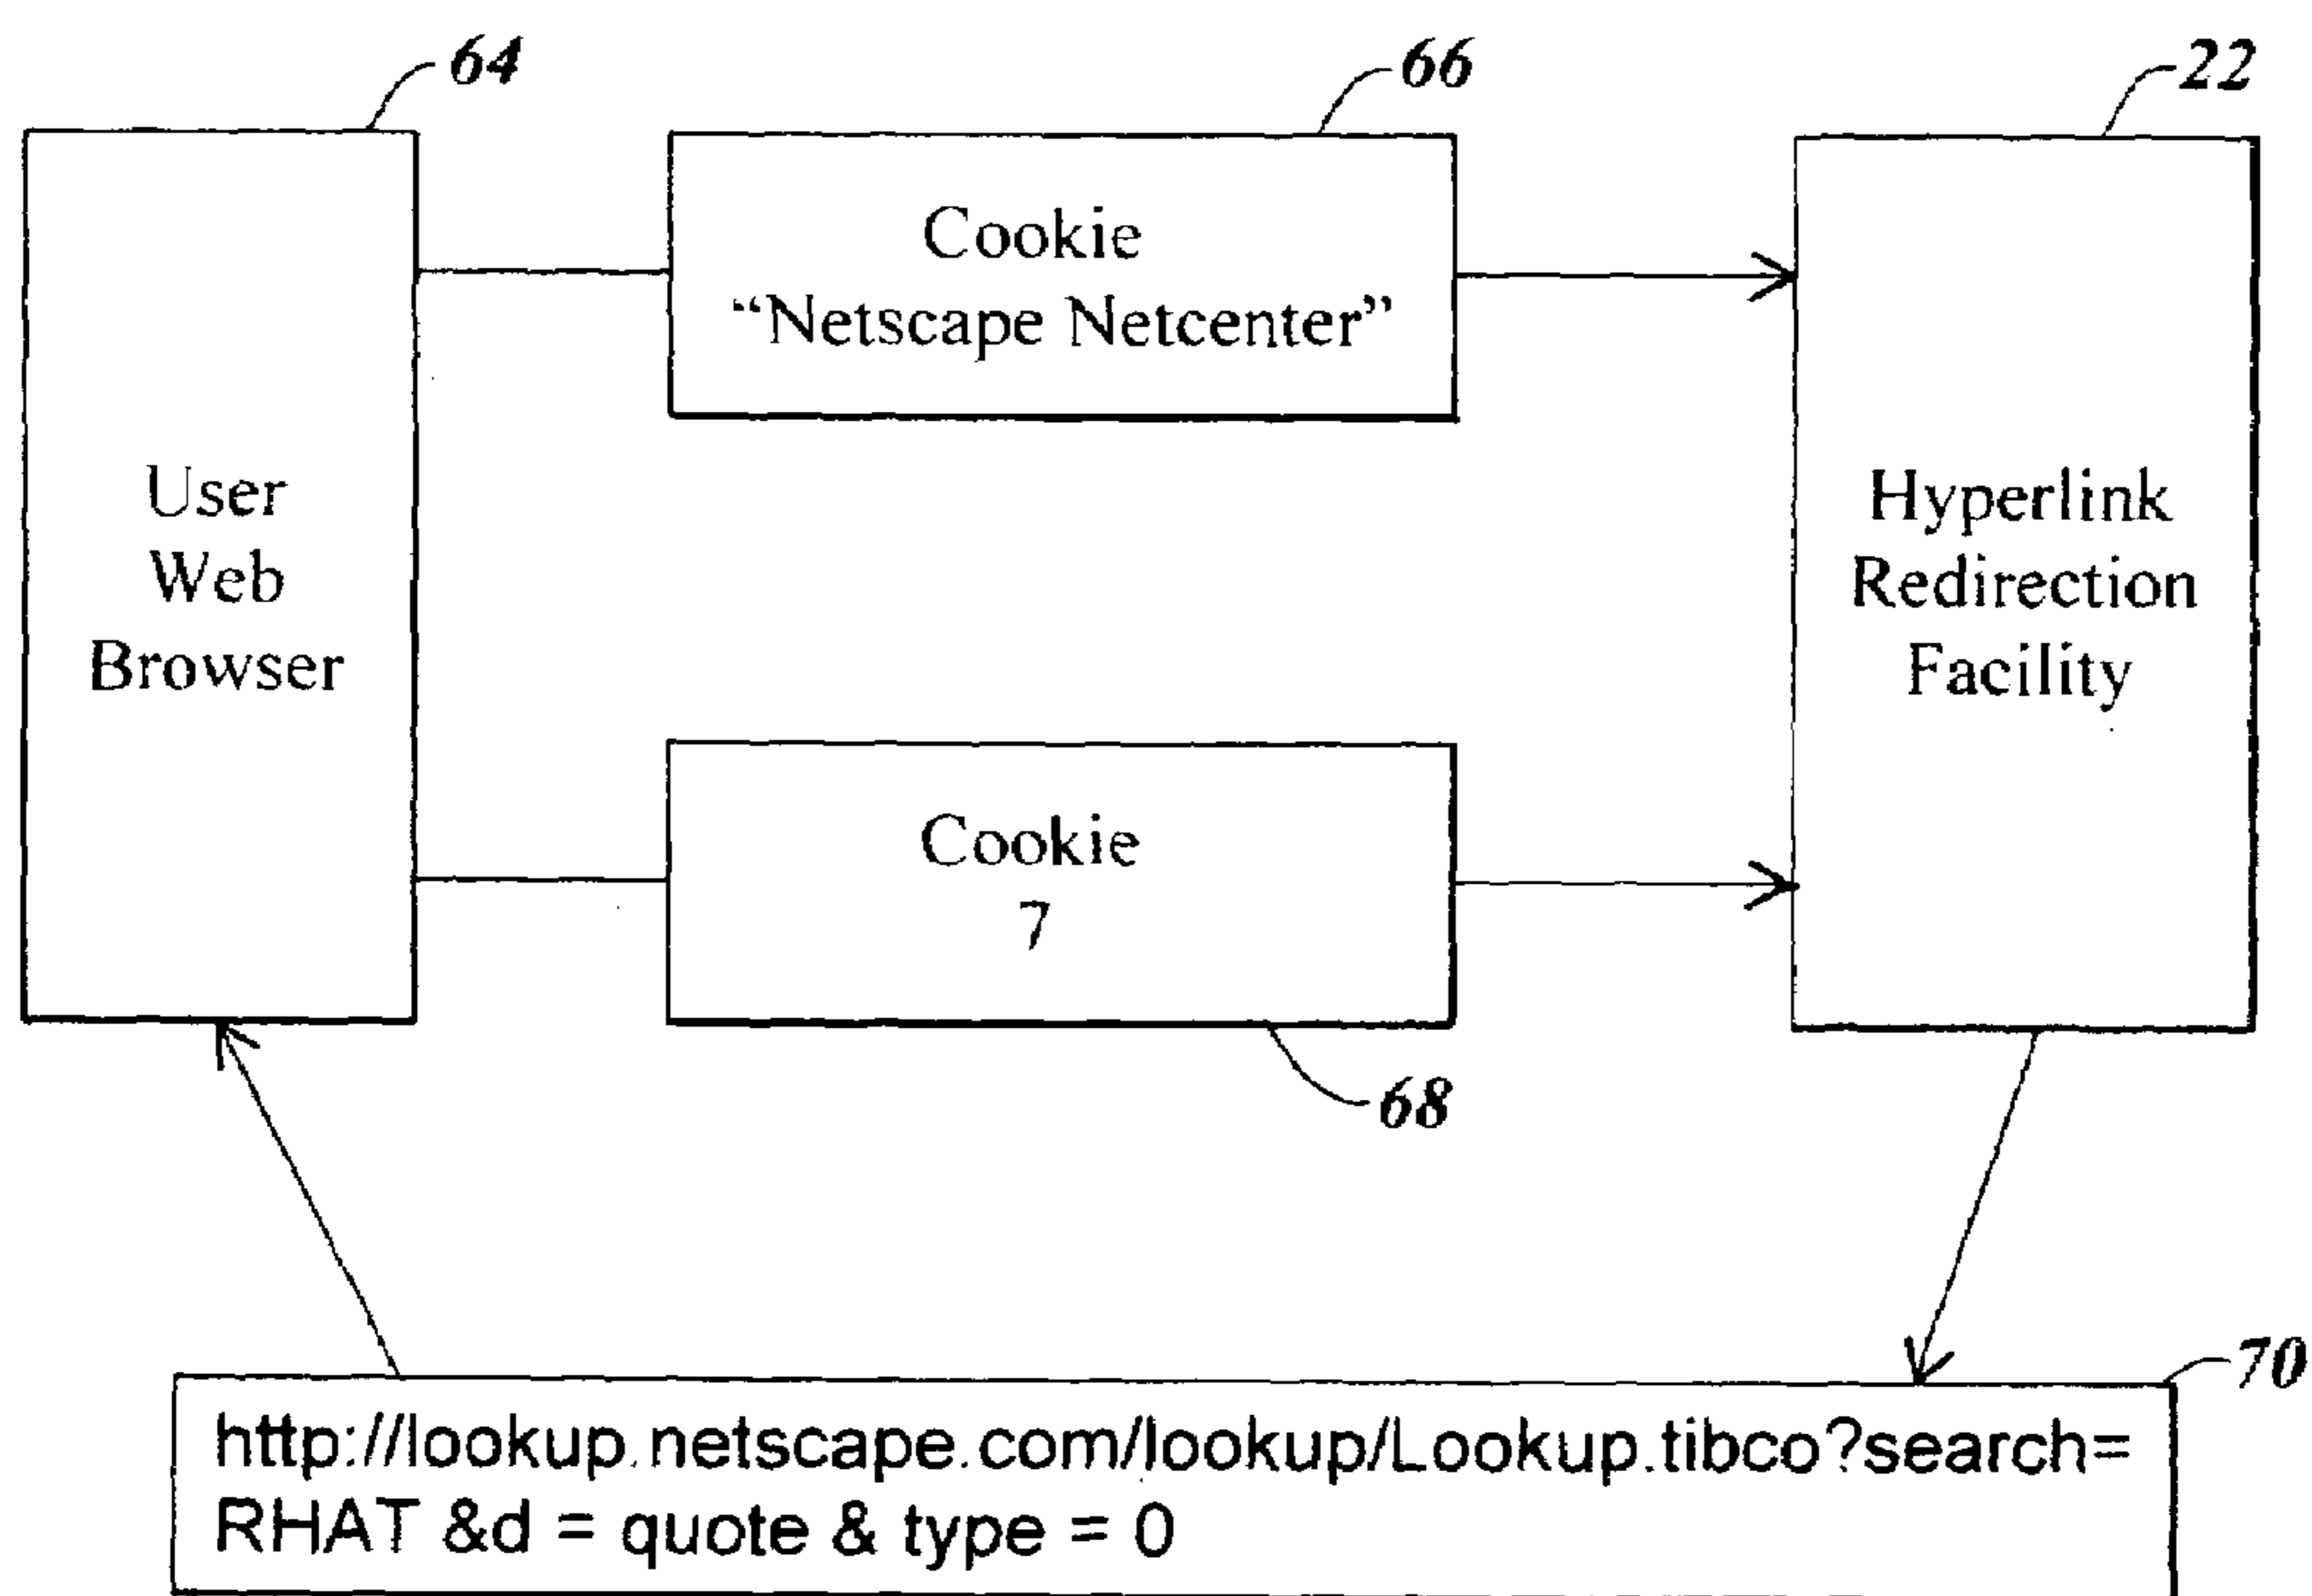 64
66
22
Cookie
“Netscape Netcenter”
User
Web
Browser
Hyperlink
Redirection
Facility
Cookie
7
68
70
http://lookup.netscape.com/lookup/Lookup.tibco?search=
RHAT &d = quote & type = 0